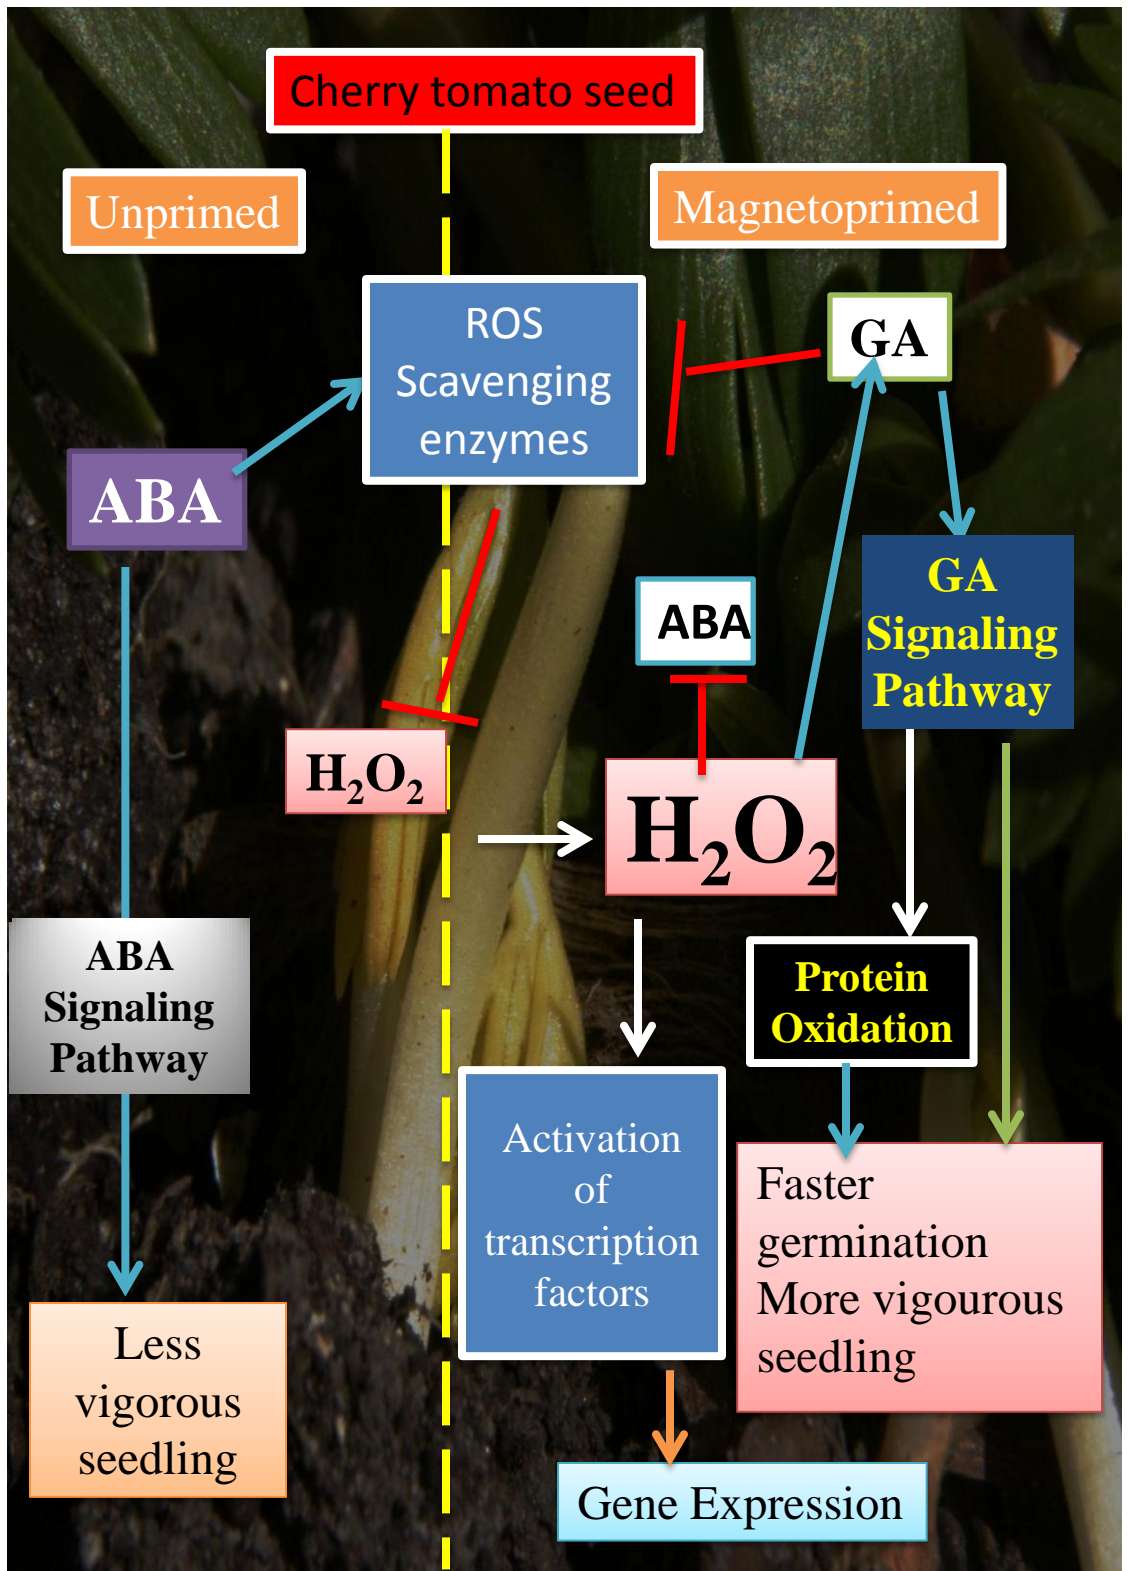 Cherry tomato seed
Unprimed
Magnetoprimed
ROS
Scavenging
enzymes
GA
ABA
GA
Signaling
Pathway
ABA
H₂O₂
H₂O₂
ABA
Signaling
Pathway
Protein
Oxidation
Activation
of
transcription
factors
Faster
germination
More vigourous
seedling
Less
vigorous
seedling
Gene Expression